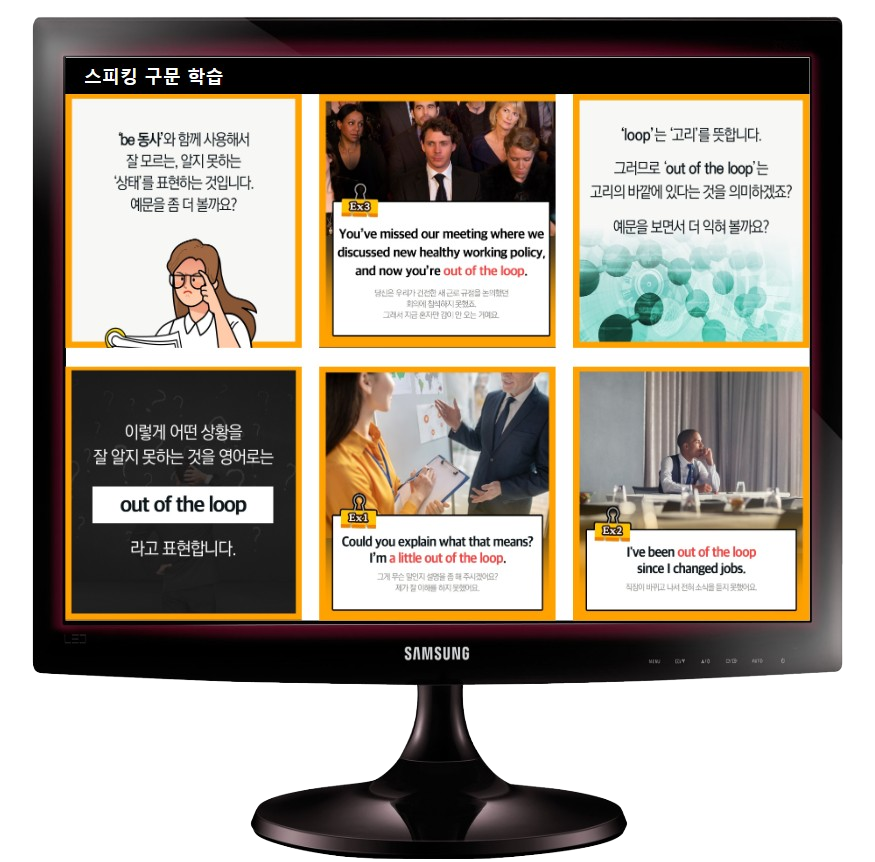 스피킹 구문 학습
'be 동사'와 함께 사용해서
잘 모르는, 알지 못하는
'상태'를 표현하는 것입니다.
예문을 좀 더 볼까요?
Ex3
You've missed our meeting where we
discussed new healthy working policy,
and now you're out of the loop.
당신은 우리가 건전한 새 근로 규정을 논의했던
회의에 참석하지 못했죠.
그래서 지금 혼자만 감이 안 오는 거예요.
'loop'는 '고리'를 뜻합니다.
그러므로 'out of the loop'는
고리의 바깥에 있다는 것을 의미하겠죠?
예문을 보면서 더 익혀 볼까요?
이렇게 어떤 상황을
잘 알지 못하는 것을 영어로는
out of the loop
라고 표현합니다.
Ex1
Could you explain what that means?
I'm a little out of the loop.
그게 무슨 말인지 설명을 좀 해 주시겠어요?
제가 잘 이해를 하지 못했어요.
Ex2
I've been out of the loop
since I changed jobs.
직장이 바뀌고 나서 전혀 소식을 듣지 못했어요.
SAMSUNG
MENU
AUTO